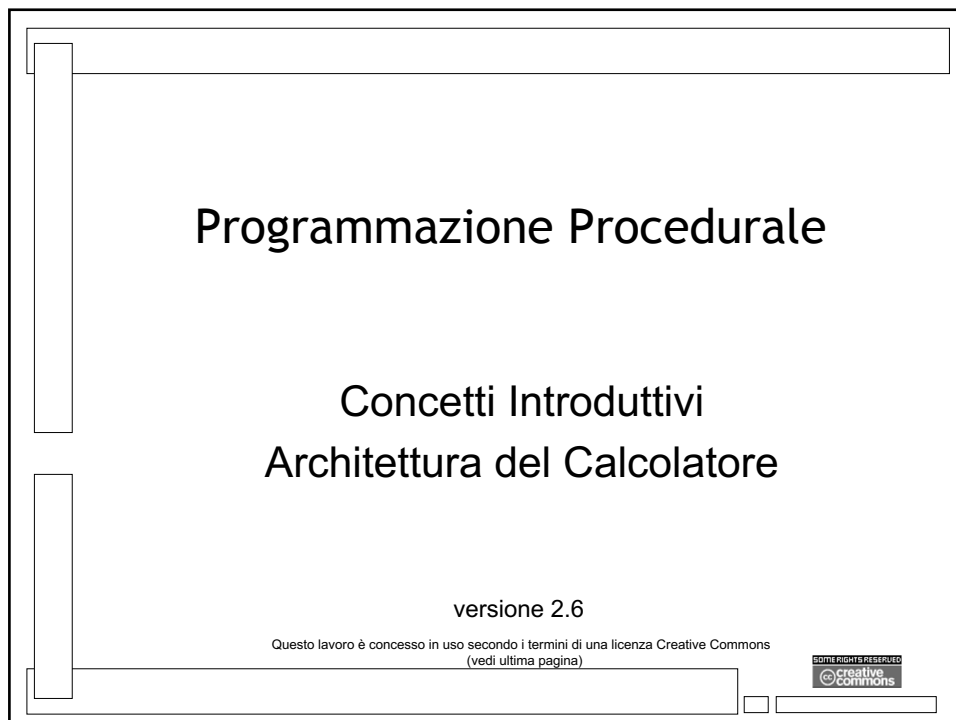 Programmazione Procedurale
Concetti Introduttivi
Architettura del Calcolatore
versione 2.6
Questo lavoro è concesso in uso secondo i termini di una licenza Creative Commons
(vedi ultima pagina)
SOME RIGHTS RESERVED
cc creative
commons